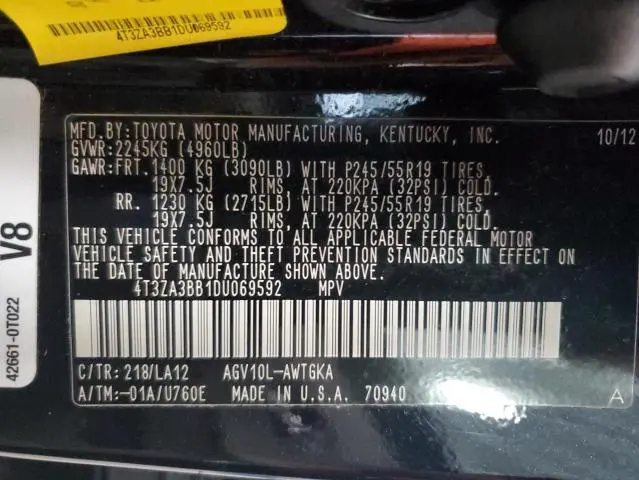 4T3ZA3BB1DU069592
MFD.BY:TOYOTA MOTOR MANUFACTURING, KENTUCKY, INC. 10/12
GVWR:2245KG (4960LB)
GAWR:FRT.1400 KG (3090LB) WITH P245/55R19 TIRES,
19X7.5J RIMS, AT 220KPA (32PSI) COLD.
RR. 1230 KG (2715LB) WITH P245/55R19 TIRES,
19X7.5J RIMS, AT 220KPA (32PSI) COLD.
THIS VEHICLE CONFORMS TO ALL APPLICABLE FEDERAL MOTOR
VEHICLE SAFETY AND THEFT PREVENTION STANDARDS IN EFFECT ON
THE DATE OF MANUFACTURE SHOWN ABOVE.
4T3ZA3BB1DU069592 MPV
C/TR:218/LA12 AGV10L-AWTGKA
A/TM:-01A/U760E MADE IN U.S.A. 70940 A
V8
42661-0T022